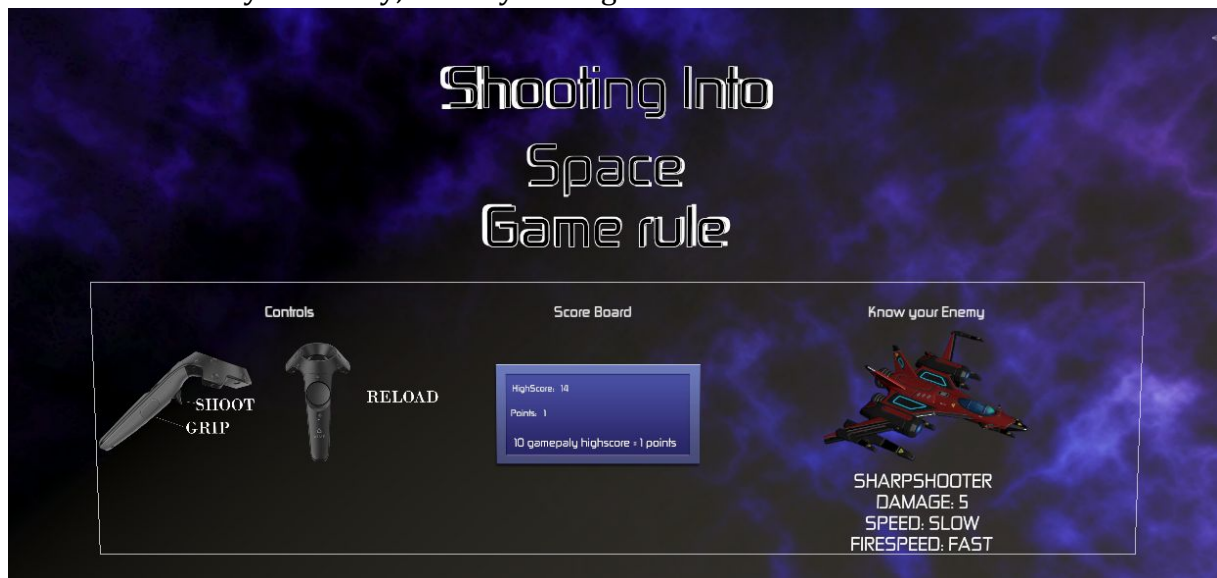 Shooting Into
Space
Game rule
Controls
SHOOT
GRIP
RELOAD
Score Board
HighScore: 14
Points: 1
10 gamepaly highscore = 1 points
Know your Enemy
SHARPSHOOTER
DAMAGE: 5
SPEED: SLOW
FIRESPEED: FAST